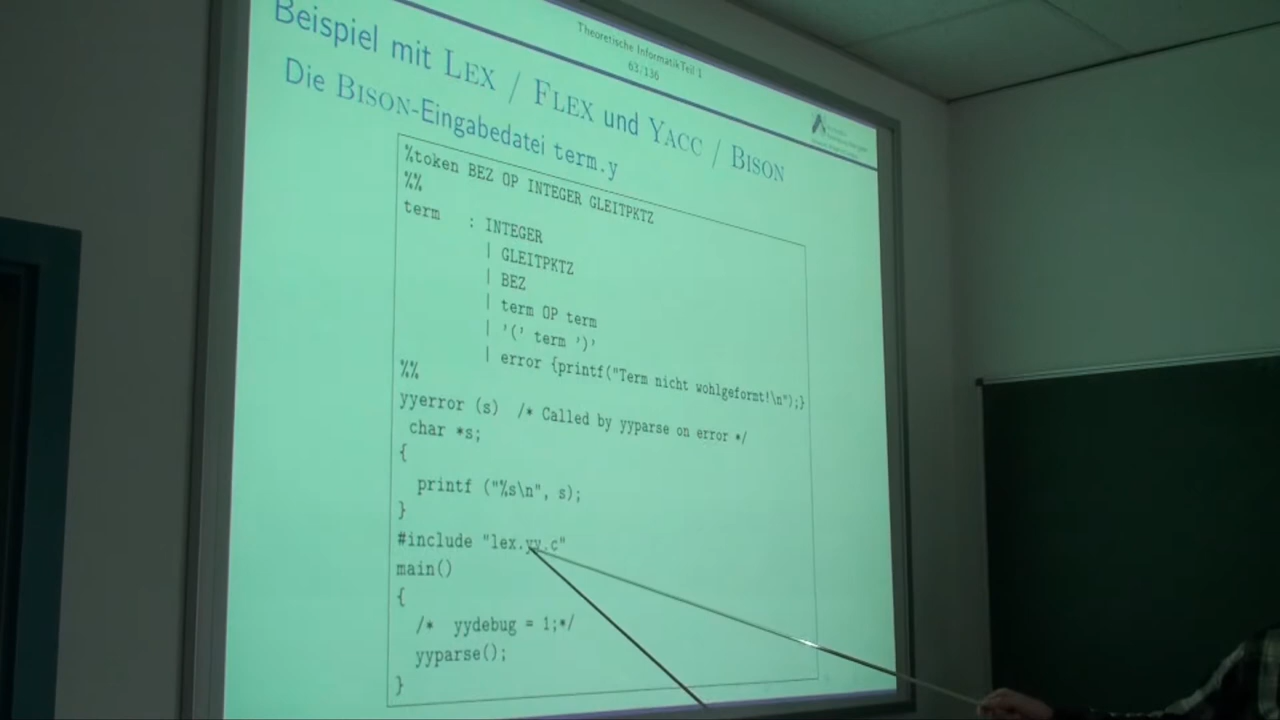 Theoretische InformatikTeil 1
63/136
Beispiel mit LEX / FLEX und YACC / BISON
Die BISON-Eingabedatei term.y
%token BEZ OP INTEGER GLEITPKTZ
%%
term : INTEGER
| GLEITPKTZ
| BEZ
| term OP term
| '(' term ')'
| error {printf("Term nicht wohlgeformt!\n");}
%%
yyerror (s) /* Called by yyparse on error */
char *s;
{
printf ("%s\n", s);
}
#include "lex.yy.c"
main()
{
/* yydebug = 1;*/
yyparse();
}